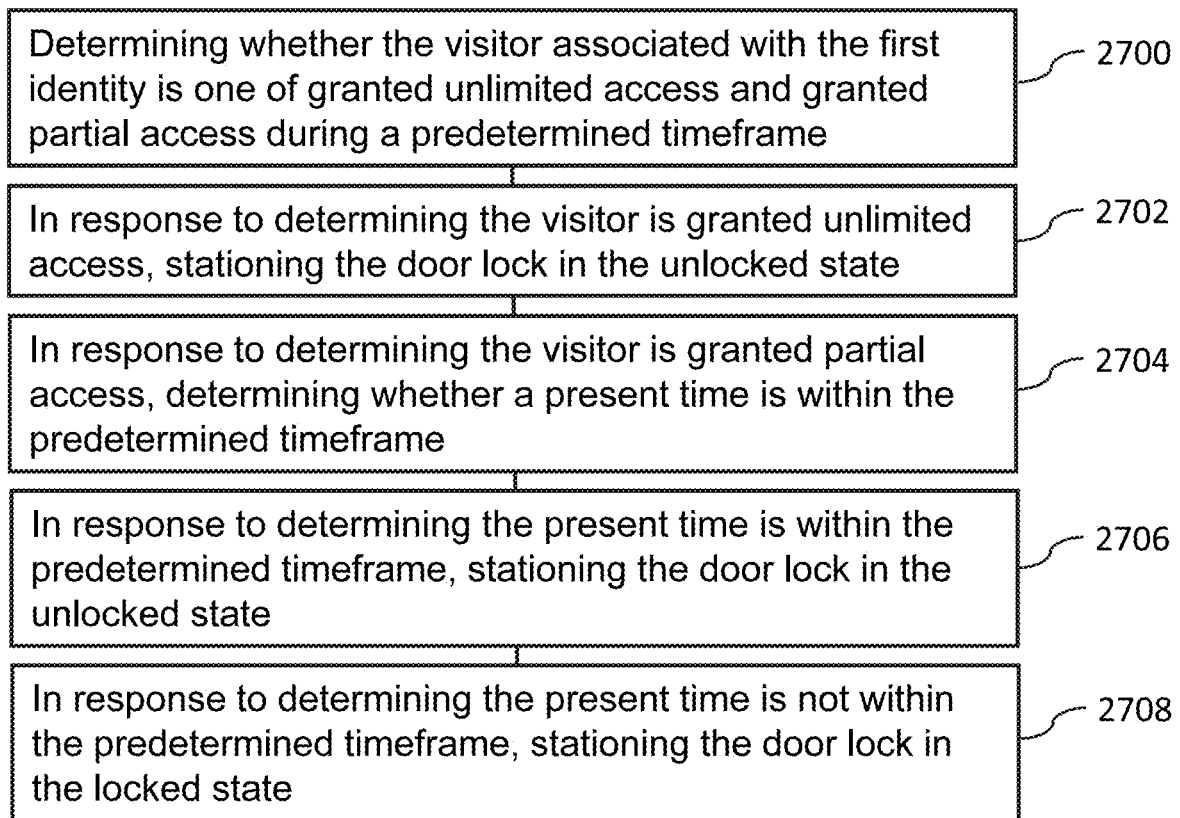 Determining whether the visitor associated with the first
identity is one of granted unlimited access and granted
partial access during a predetermined timeframe
2700
In response to determining the visitor is granted unlimited
access, stationing the door lock in the unlocked state
2702
In response to determining the visitor is granted partial
access, determining whether a present time is within the
predetermined timeframe
2704
In response to determining the present time is within the
predetermined timeframe, stationing the door lock in the
unlocked state
2706
In response to determining the present time is not within
the predetermined timeframe, stationing the door lock in
the locked state
2708